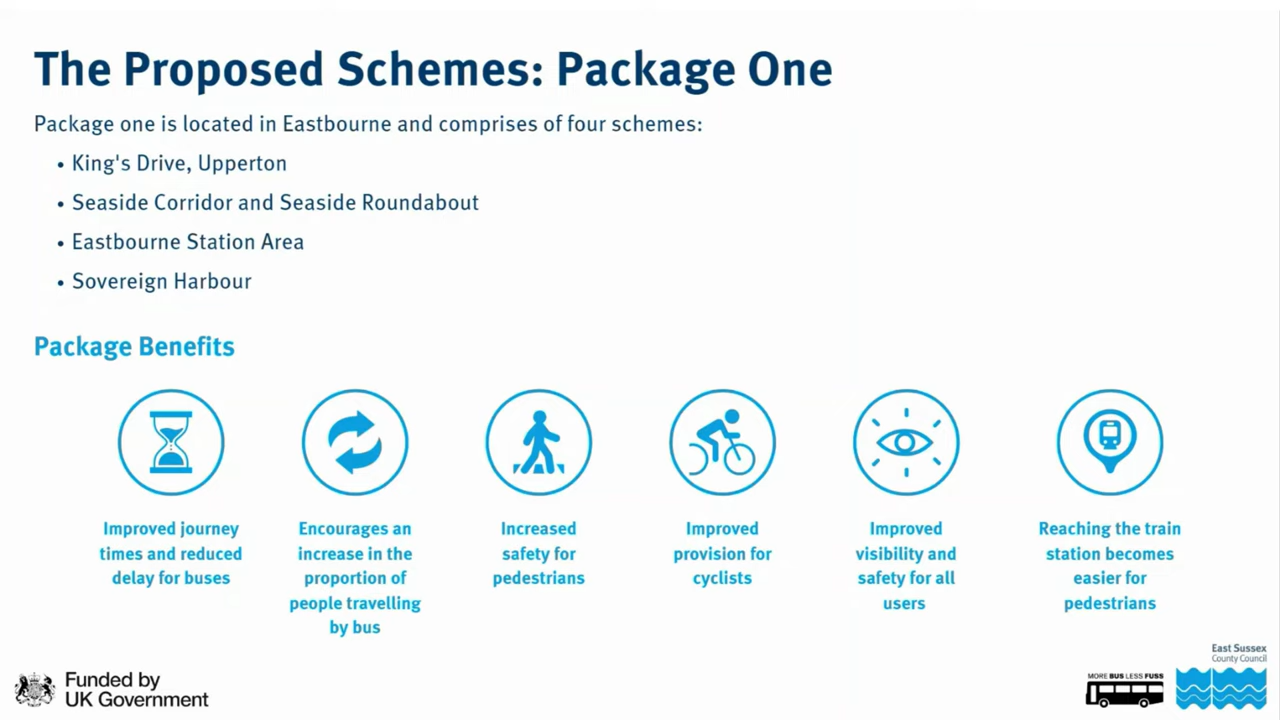 The Proposed Schemes: Package One
Package one is located in Eastbourne and comprises of four schemes:
• King's Drive, Upperton
• Seaside Corridor and Seaside Roundabout
• Eastbourne Station Area
• Sovereign Harbour
Package Benefits
Improved journey
times and reduced
delay for buses
Encourages an
increase in the
proportion of
people travelling
by bus
Increased
safety for
pedestrians
Improved
provision for
cyclists
Improved
visibility and
safety for all
users
Reaching the train
station becomes
easier for
pedestrians
Funded by
UK Government
MORE BUS LESS FUSS
East Sussex
County Council